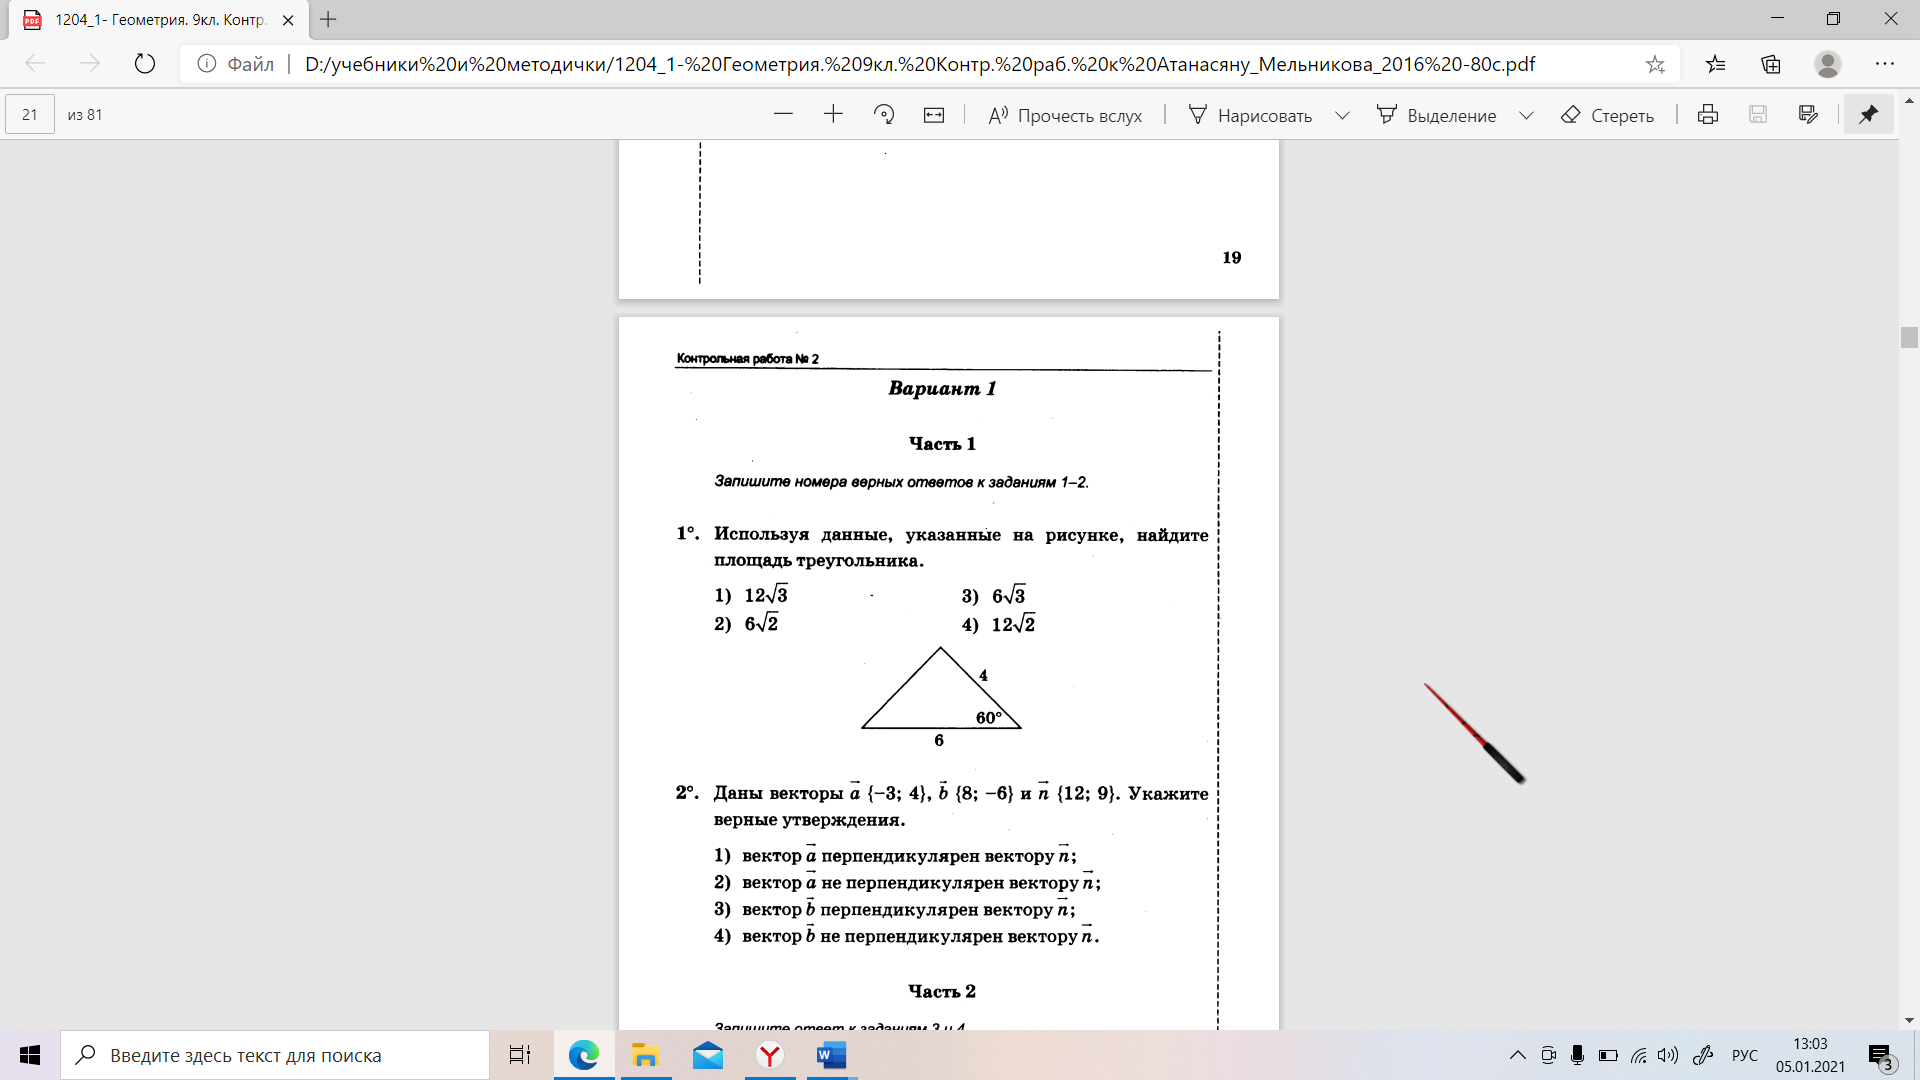 1204_1- Геометрия. 9кл. Контр.
Файл
D:/учебники%20и%20методички/1204_1-%20Геометрия.%209кл.%20Контр.%20раб.%20к%20Атанасяну_Мельникова_2016%20-80с.pdf
21 из 81
Прочесть вслух
Нарисовать
Выделение
Стереть
19
Контрольная работа № 2
Вариант 1
Часть 1
Запишите номера верных ответов к заданиям 1–2.
1°. Используя данные, указанные на рисунке, найдите
площадь треугольника.
1) 12√3 3) 6√3
2) 6√2 4) 12√2
4
60°
6
2°. Даны векторы a⃗ {−3; 4}, b⃗ {8; −6} и n⃗ {12; 9}. Укажите
верные утверждения.
1) вектор a⃗ перпендикулярен вектору n⃗;
2) вектор a⃗ не перпендикулярен вектору n⃗;
3) вектор b⃗ перпендикулярен вектору n⃗;
4) вектор b⃗ не перпендикулярен вектору n⃗.
Часть 2
Запишите ответ к заданиям 3 и 4.
Введите здесь текст для поиска
РУС
13:03
05.01.2021
3